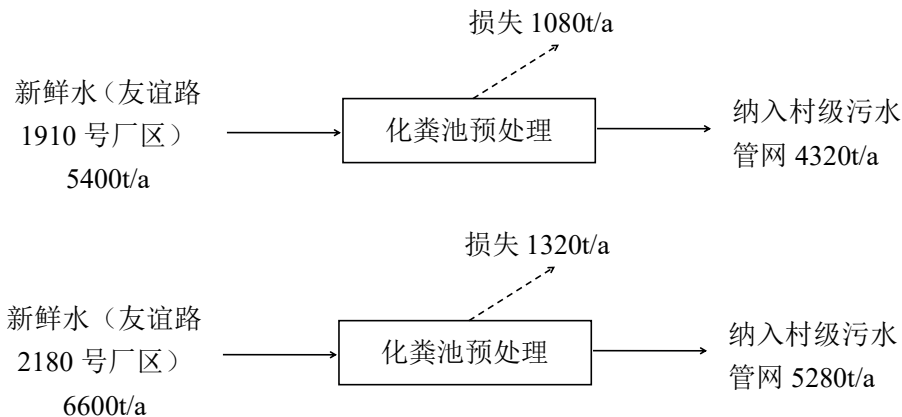 损失 1080t/a
新鲜水（友谊路
1910 号厂区）
5400t/a
化粪池预处理
纳入村级污水
管网 4320t/a
损失 1320t/a
新鲜水（友谊路
2180 号厂区）
6600t/a
化粪池预处理
纳入村级污水
管网 5280t/a